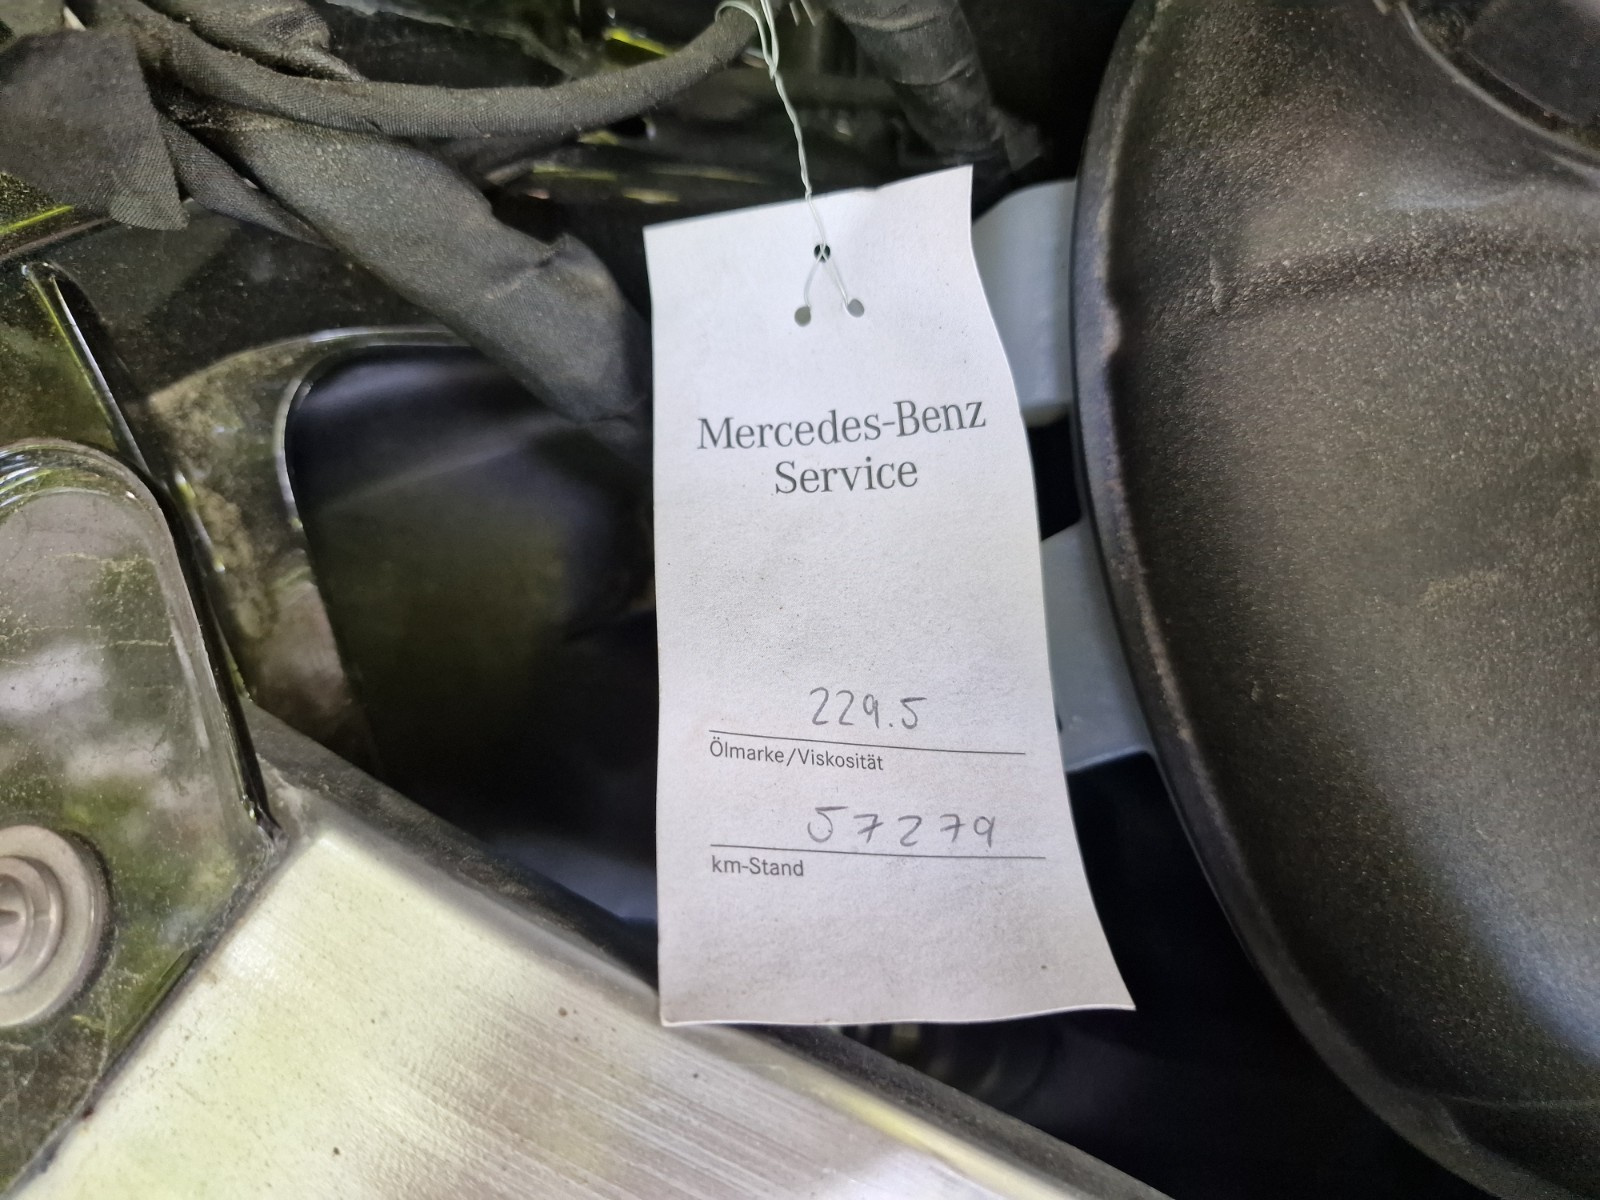 Mercedes-Benz
Service
229.5
Ölmarke/Viskosität
57279
km-Stand